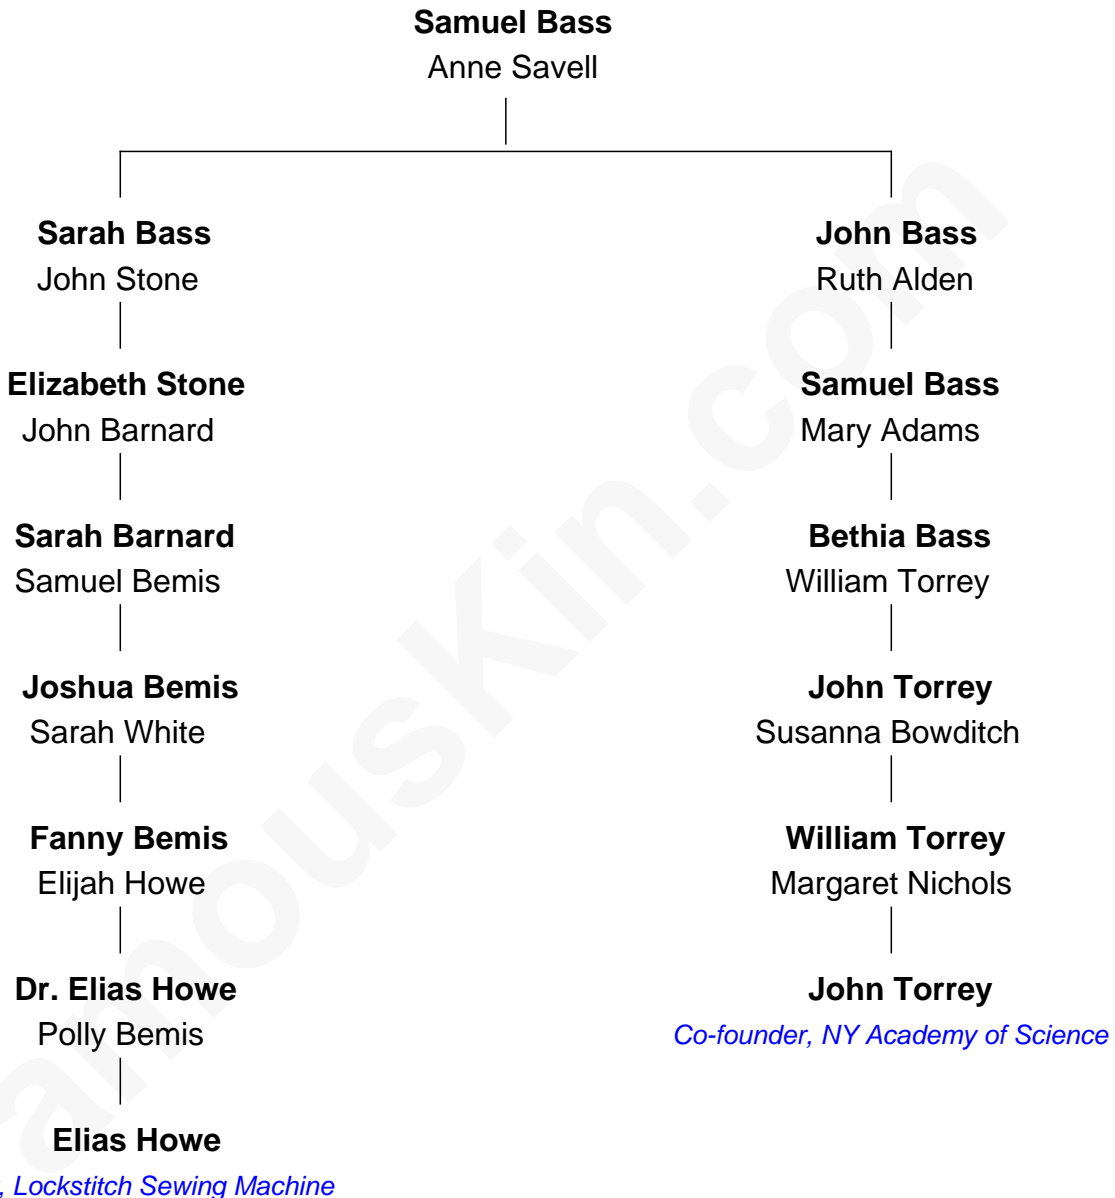 Samuel Bass
Anne Savell
Sarah Bass
John Stone
John Bass
Ruth Alden
Elizabeth Stone
John Barnard
Samuel Bass
Mary Adams
Sarah Barnard
Samuel Bemis
Bethia Bass
William Torrey
Joshua Bemis
Sarah White
John Torrey
Susanna Bowditch
Fanny Bemis
Elijah Howe
William Torrey
Margaret Nichols
Dr. Elias Howe
Polly Bemis
John Torrey
Co-founder, NY Academy of Science
Elias Howe
, Lockstitch Sewing Machine
amouskin.com